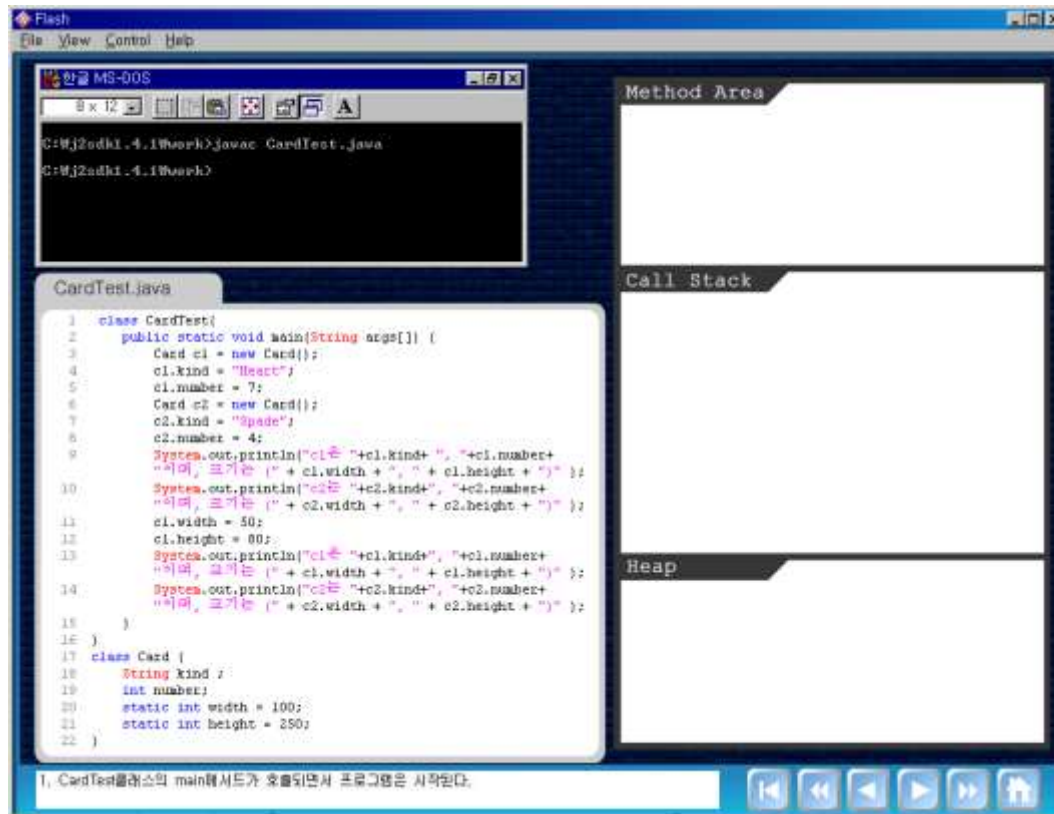 Flash
File View Control Help
한글 MS-DOS
8 x 12
A
C:\j2sdk1.4.1\work>javac CardTest.java
C:\j2sdk1.4.1\work>
CardTest.java
1 class CardTest{
2 public static void main(String args[]) {
3 Card c1 = new Card();
4 c1.kind = "Heart";
5 c1.number = 7;
6 Card c2 = new Card();
7 c2.kind = "Spade";
8 c2.number = 4;
9 System.out.println("c1은 "+c1.kind+ ", "+c1.number+
"이며, 크기는 (" + c1.width + ", " + c1.height + ")" );
10 System.out.println("c2는 "+c2.kind+", "+c2.number+
"이며, 크기는 (" + c2.width + ", " + c2.height + ")" );
11 c1.width = 50;
12 c1.height = 80;
13 System.out.println("c1은 "+c1.kind+", "+c1.number+
"이며, 크기는 (" + c1.width + ", " + c1.height + ")" );
14 System.out.println("c2는 "+c2.kind+", "+c2.number+
"이며, 크기는 (" + c2.width + ", " + c2.height + ")" );
15 }
16 }
17 class Card {
18 String kind ;
19 int number;
20 static int width = 100;
21 static int height = 250;
22 }
Method Area
Call Stack
Heap
1. CardTest클래스의 main메서드가 호출되면서 프로그램은 시작된다.